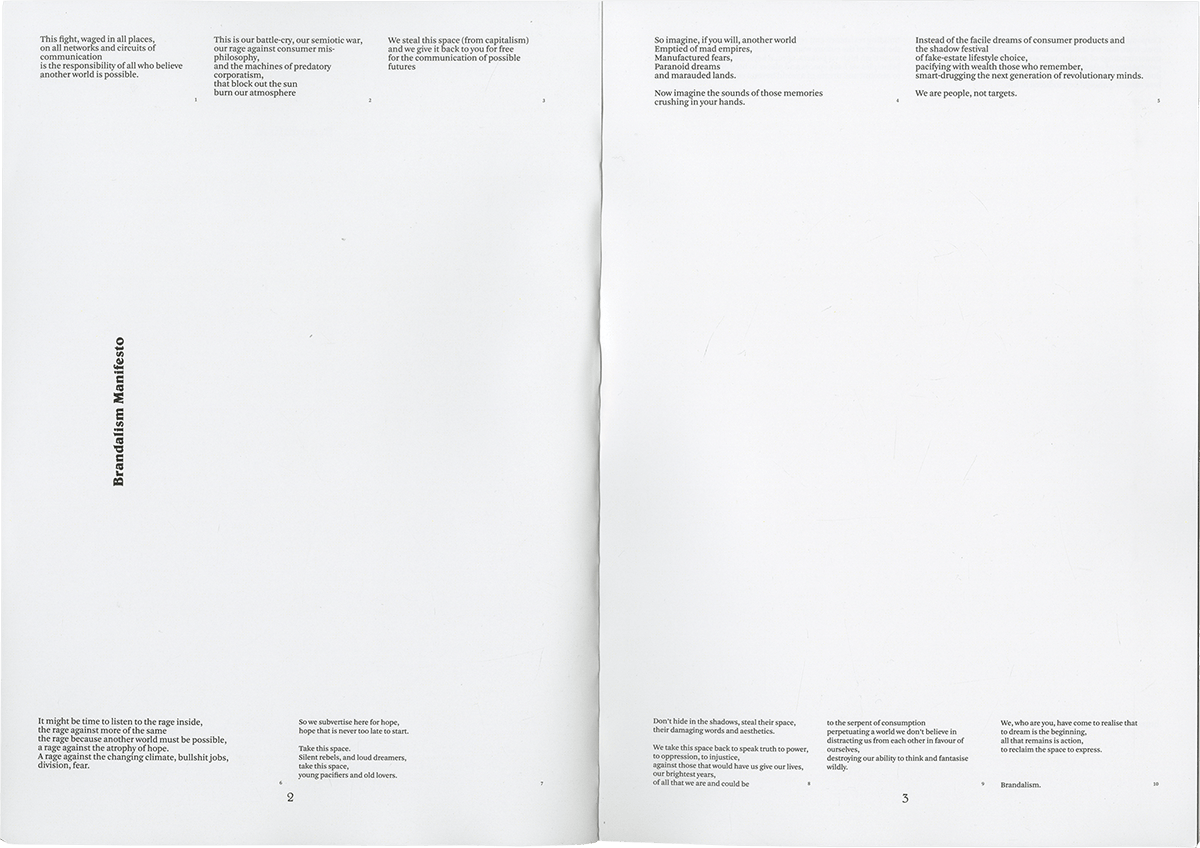 This fight, waged in all places,
on all networks and circuits of
communication
is the responsibility of all who believe
another world is possible.
1
This is our battle-cry, our semiotic war,
our rage against consumer mis-
philosophy,
and the machines of predatory
corporatism,
that block out the sun
burn our atmosphere
2
We steal this space (from capitalism)
and we give it back to you for free
for the communication of possible
futures
3
Brandalism Manifesto
It might be time to listen to the rage inside,
the rage against more of the same
the rage because another world must be possible,
a rage against the atrophy of hope.
A rage against the changing climate, bullshit jobs,
division, fear.
6
So we subvertise here for hope,
hope that is never too late to start.
Take this space.
Silent rebels, and loud dreamers,
take this space,
young pacifiers and old lovers.
7
2
So imagine, if you will, another world
Emptied of mad empires,
Manufactured fears,
Paranoid dreams
and marauded lands.
Now imagine the sounds of those memories
crushing in your hands.
4
Instead of the facile dreams of consumer products and
the shadow festival
of fake-estate lifestyle choice,
pacifying with wealth those who remember,
smart-drugging the next generation of revolutionary minds.
We are people, not targets.
5
Don't hide in the shadows, steal their space,
their damaging words and aesthetics.
We take this space back to speak truth to power,
to oppression, to injustice,
against those that would have us give our lives,
our brightest years,
of all that we are and could be
8
to the serpent of consumption
perpetuating a world we don't believe in
distracting us from each other in favour of
ourselves,
destroying our ability to think and fantasise
wildly.
9
We, who are you, have come to realise that
to dream is the beginning,
all that remains is action,
to reclaim the space to express.
Brandalism.
10
3